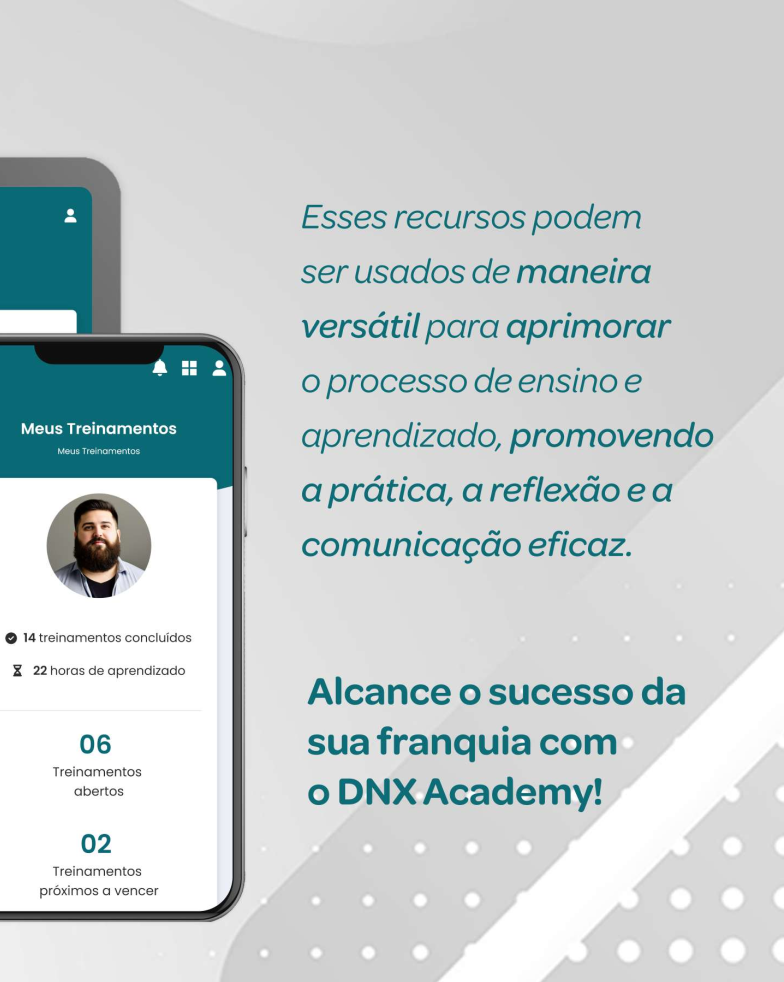 Esses recursos podem
ser usados de maneira
versátil para aprimorar
o processo de ensino e
aprendizado, promovendo
a prática, a reflexão e a
comunicação eficaz.
Alcance o sucesso da
sua franquia com
o DNX Academy!
Meus Treinamentos
Meus Treinamentos
14 treinamentos concluídos
22 horas de aprendizado
06
Treinamentos
abertos
02
Treinamentos
próximos a vencer